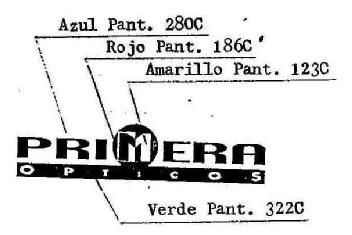 Azul Pant. 280C
Rojo Pant. 186C
Amarillo Pant. 123C
PRIMERA
OPTICOS
Verde Pant. 322C